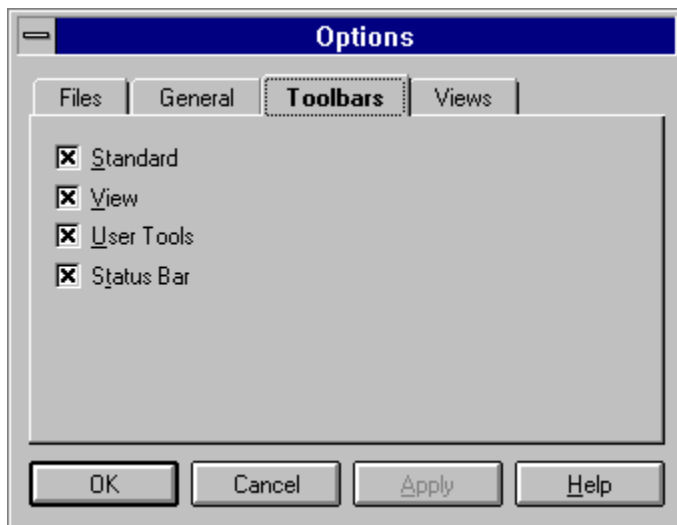 Options
Files General Toolbars Views
Standard
View
User Tools
Status Bar
OK Cancel Apply Help